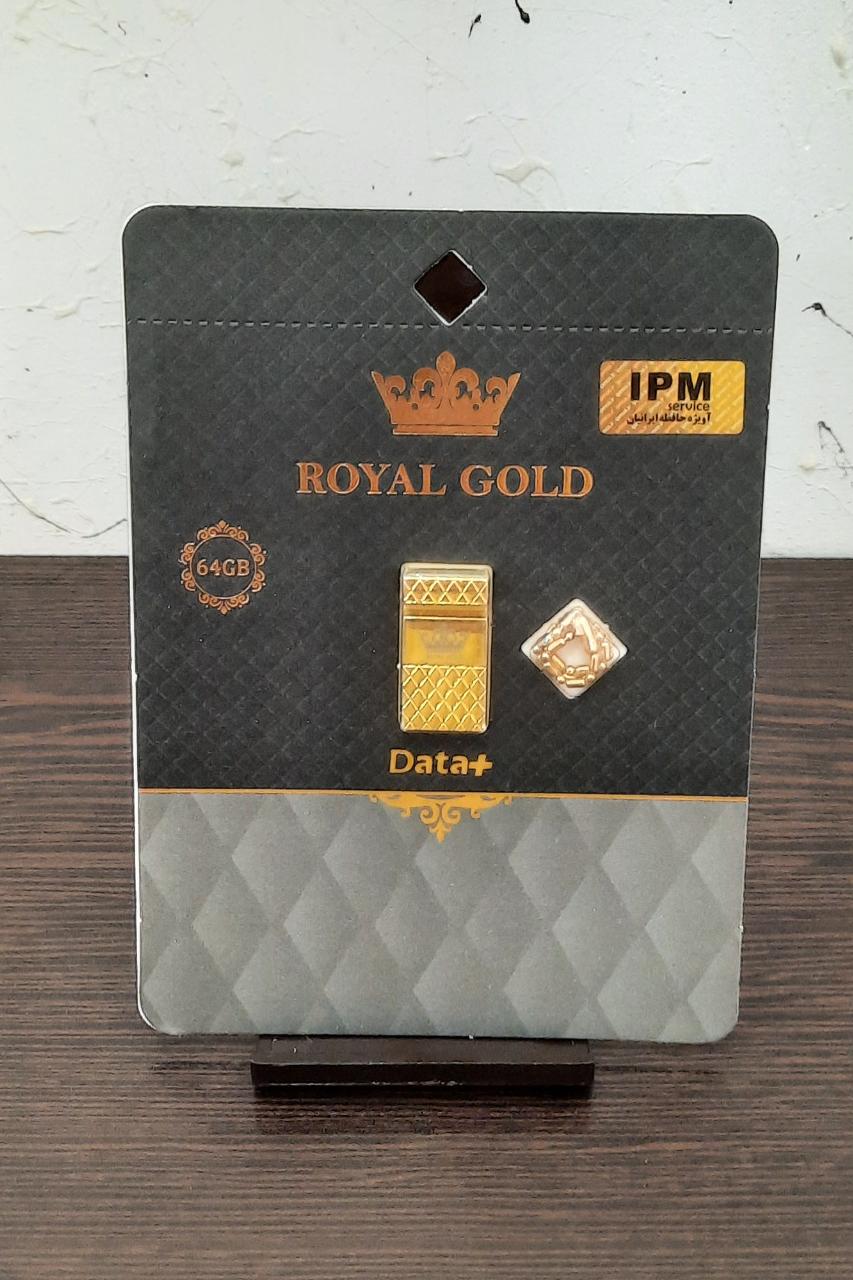 IPM
service
آویژه حافظه ایرانیان
ROYAL GOLD
64GB
Data+